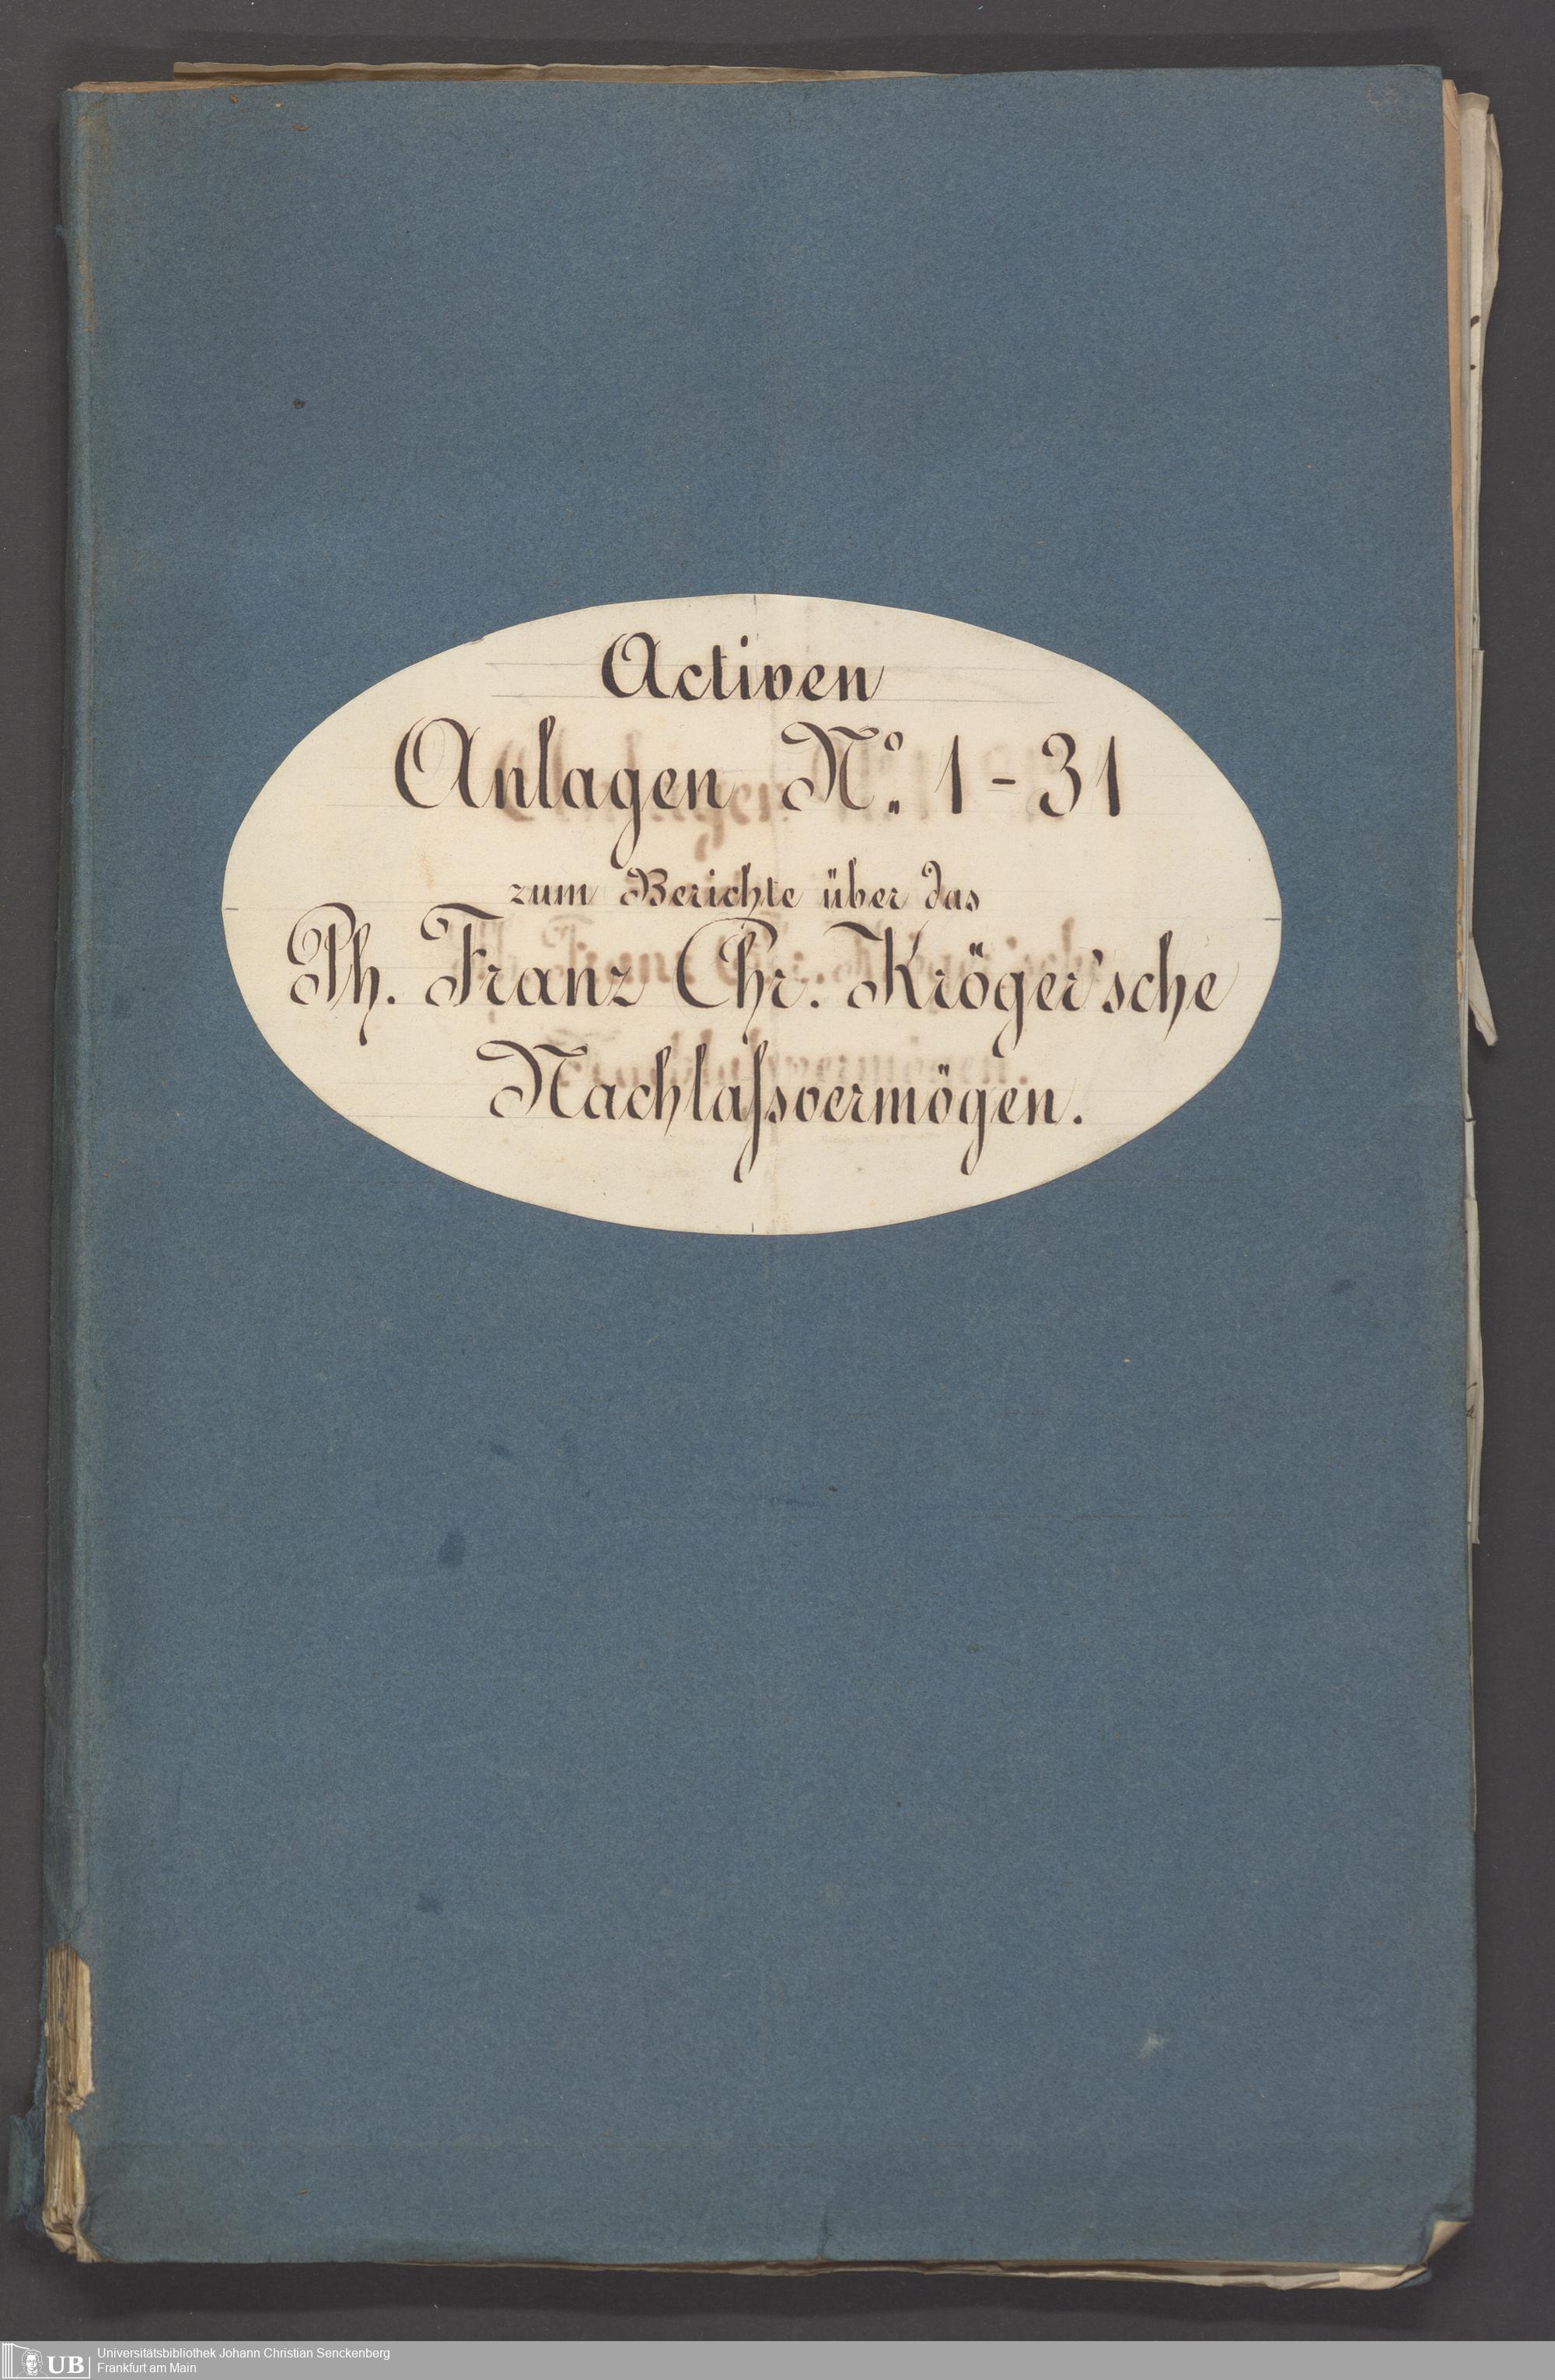 Activen
Anlagen No. 1 - 31
zum Berichte über das
Ph. Franz Chr. Kröger'sche
Nachlaſsvermögen.
UB
Universitätsbibliothek Johann Christian Senckenberg
Frankfurt am Main